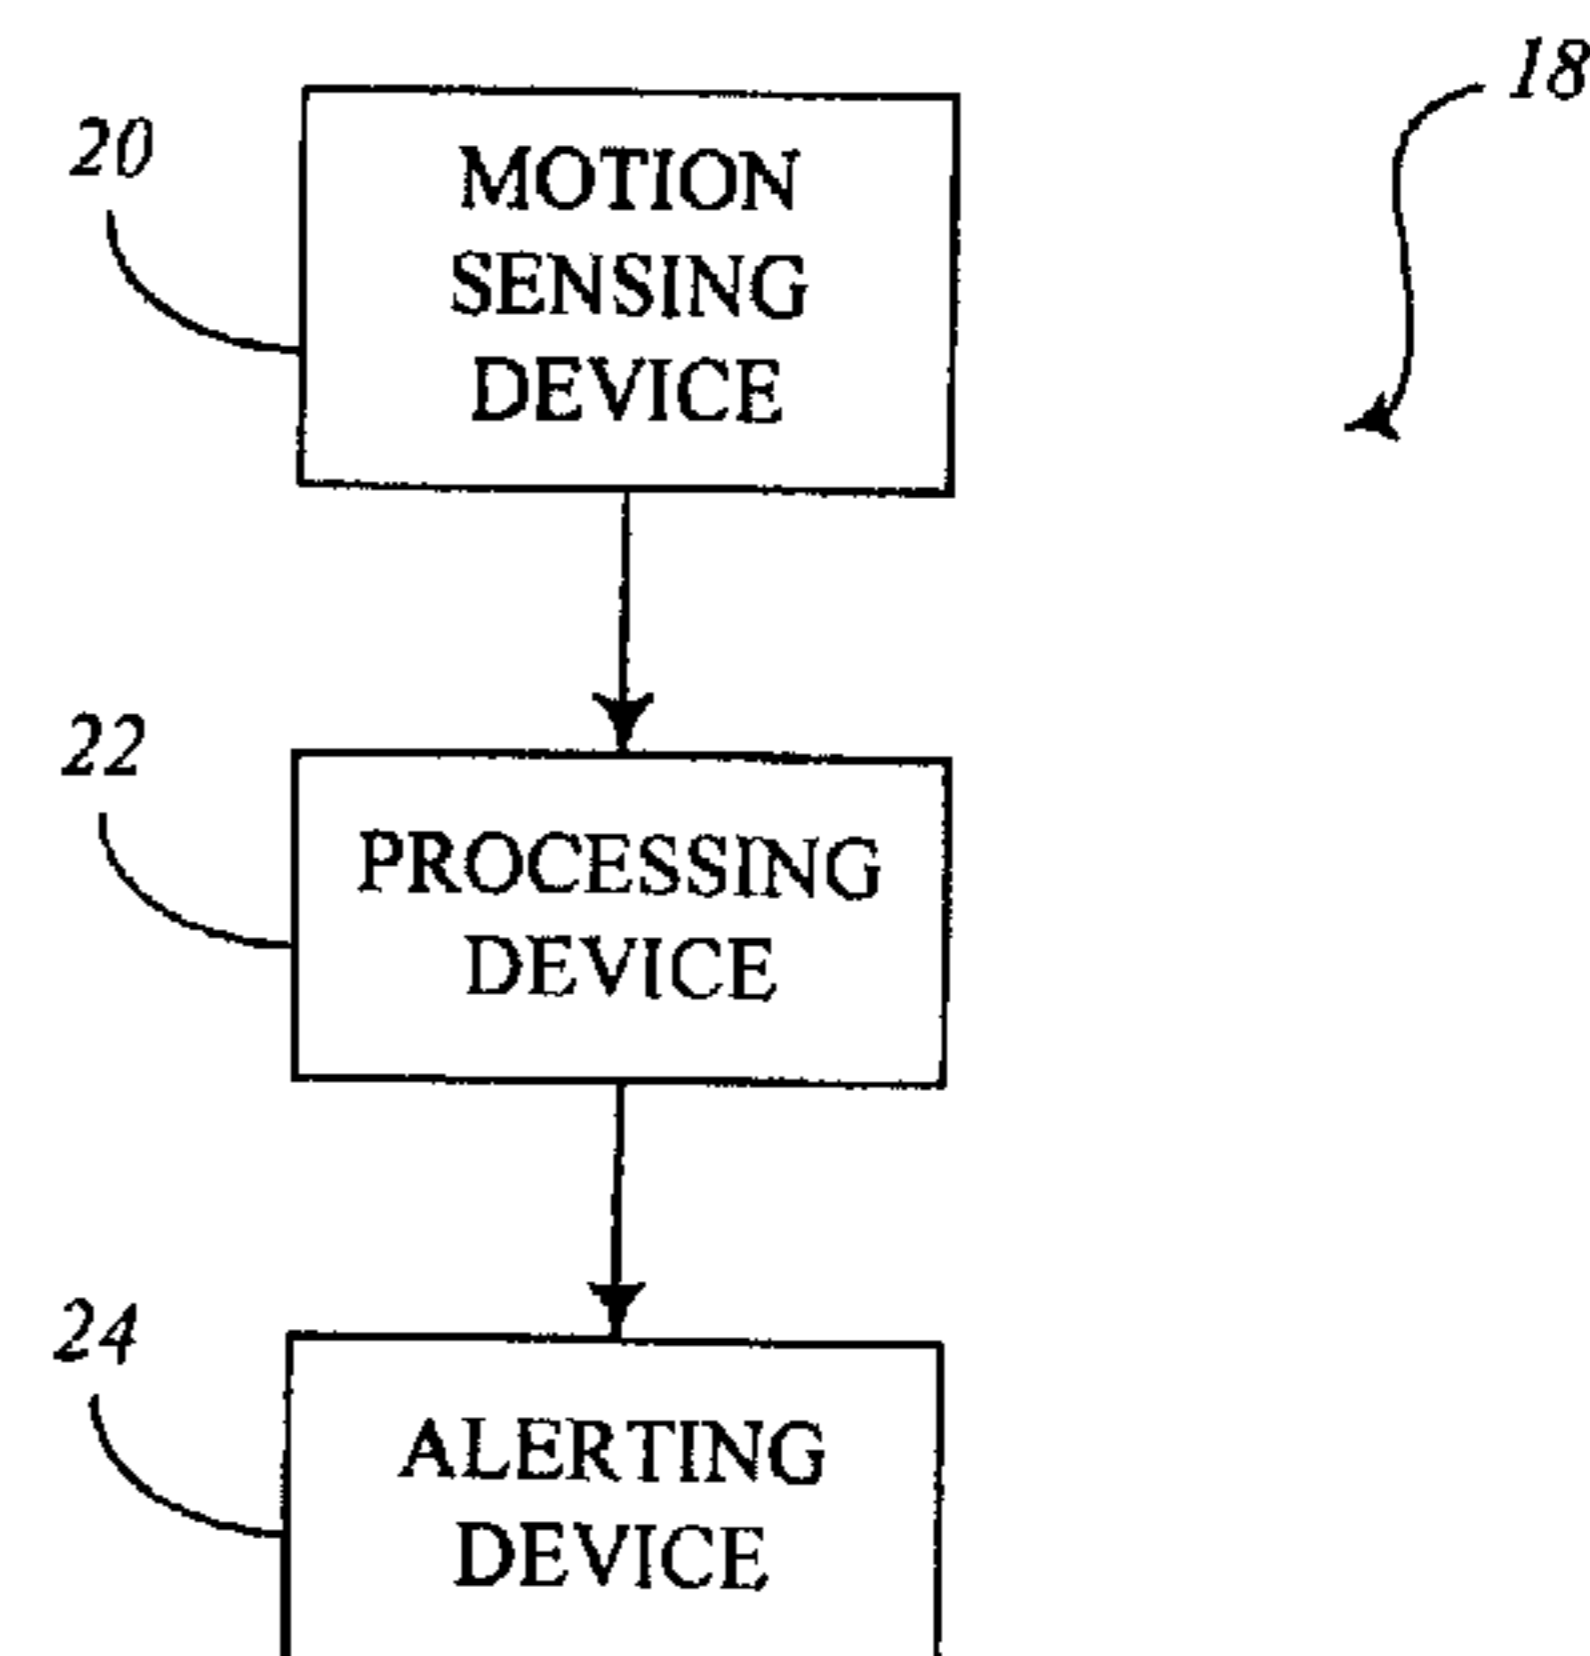 18
20
MOTION
SENSING
DEVICE
22
PROCESSING
DEVICE
24
ALERTING
DEVICE